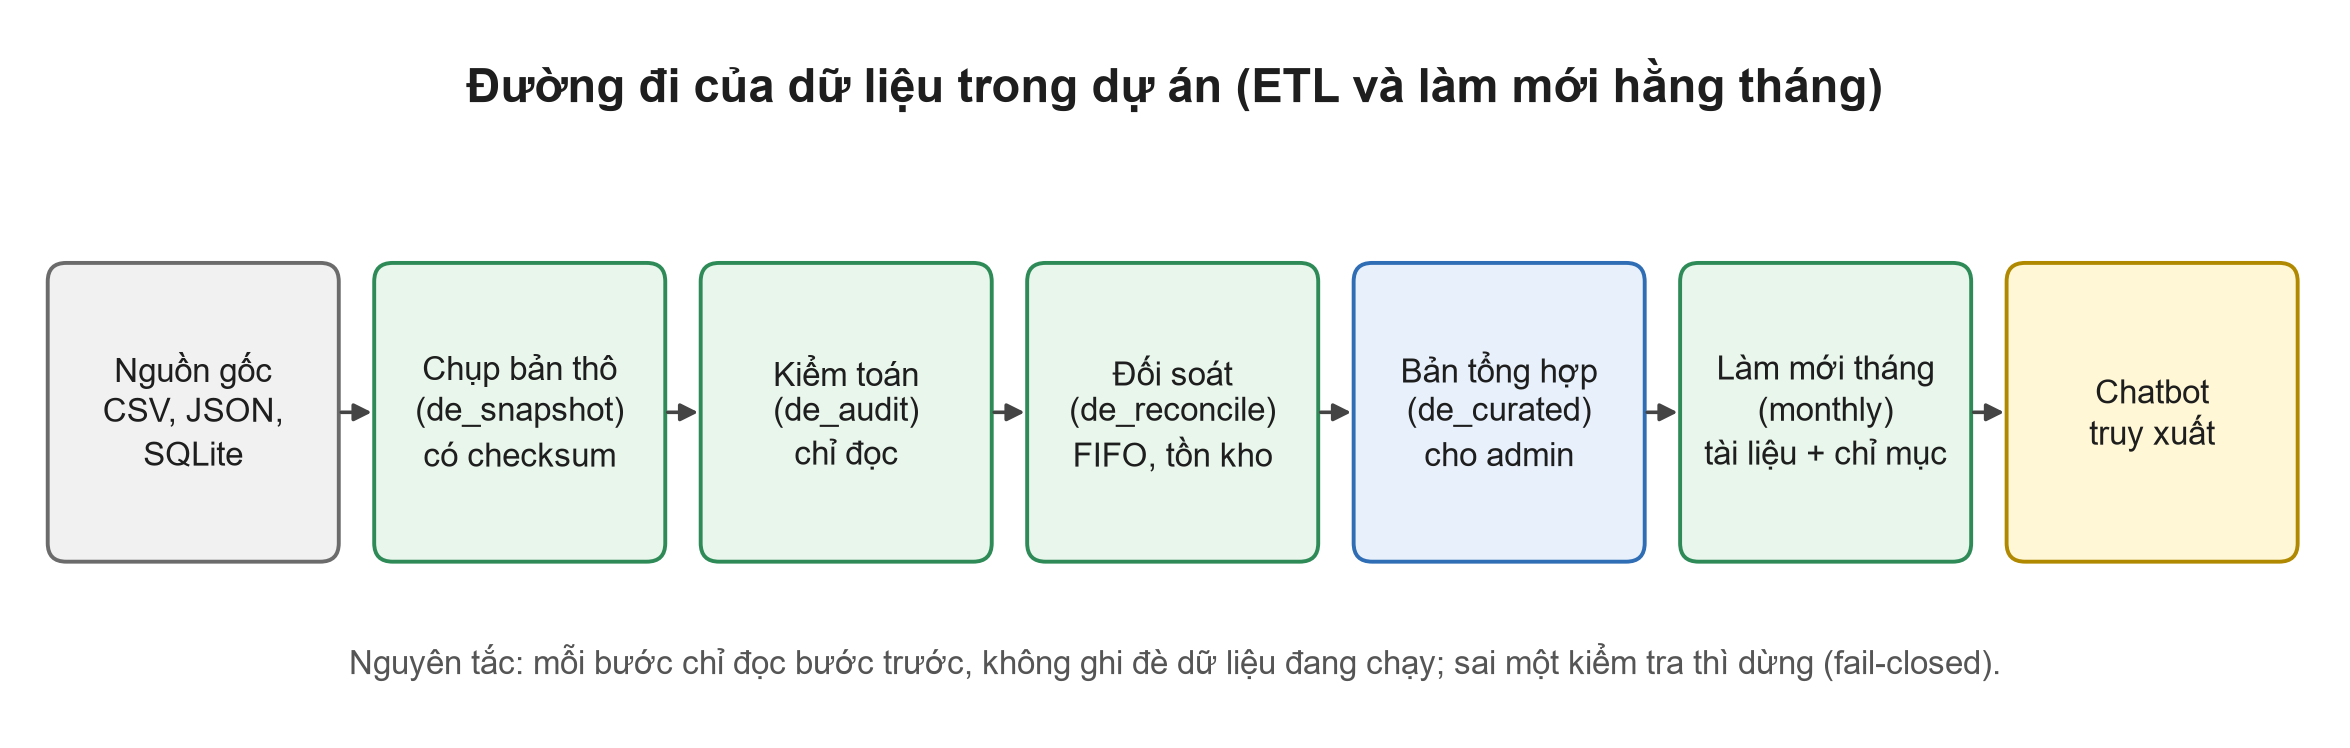 Đường đi của dữ liệu trong dự án (ETL và làm mới hằng tháng)
Nguồn gốc
CSV, JSON,
SQLite
Chụp bản thô
(de_snapshot)
có checksum
Kiểm toán
(de_audit)
chỉ đọc
Đối soát
(de_reconcile)
FIFO, tồn kho
Bản tổng hợp
(de_curated)
cho admin
Làm mới tháng
(monthly)
tài liệu + chỉ mục
Chatbot
truy xuất
Nguyên tắc: mỗi bước chỉ đọc bước trước, không ghi đè dữ liệu đang chạy; sai một kiểm tra thì dừng (fail-closed).